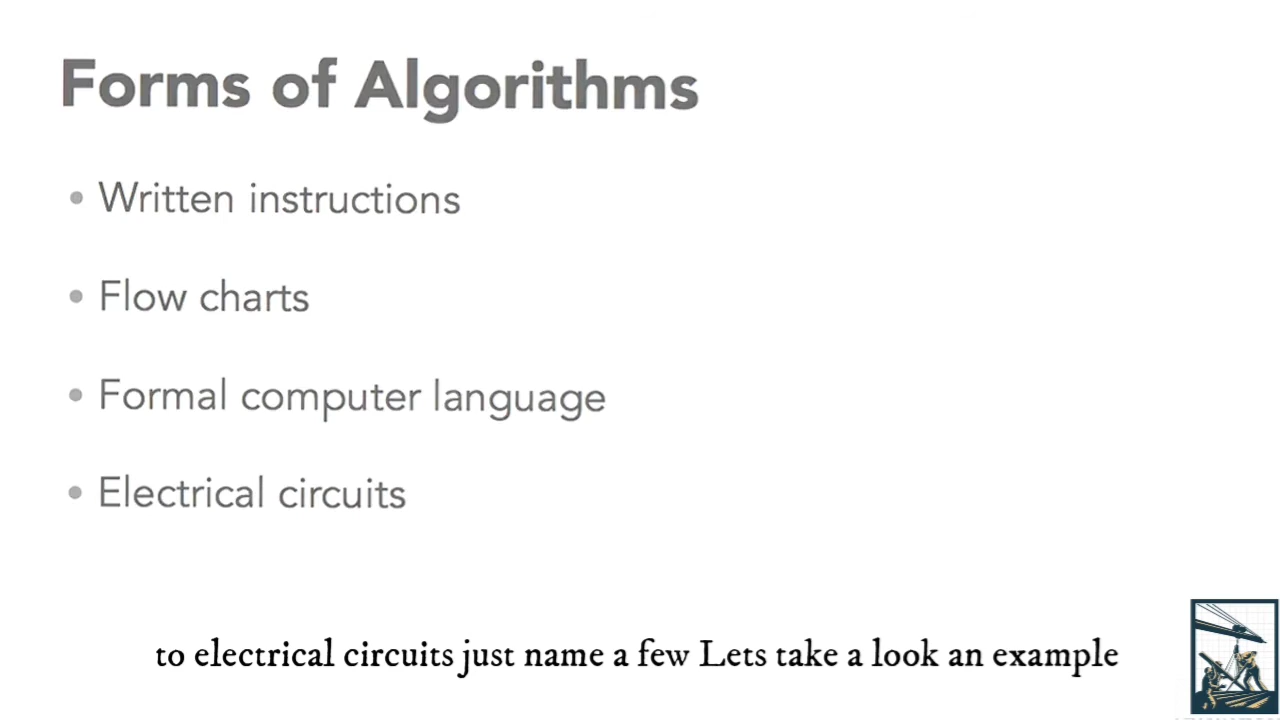 Forms of Algorithms
• Written instructions
• Flow charts
• Formal computer language
• Electrical circuits
to electrical circuits just name a few Lets take a look an example